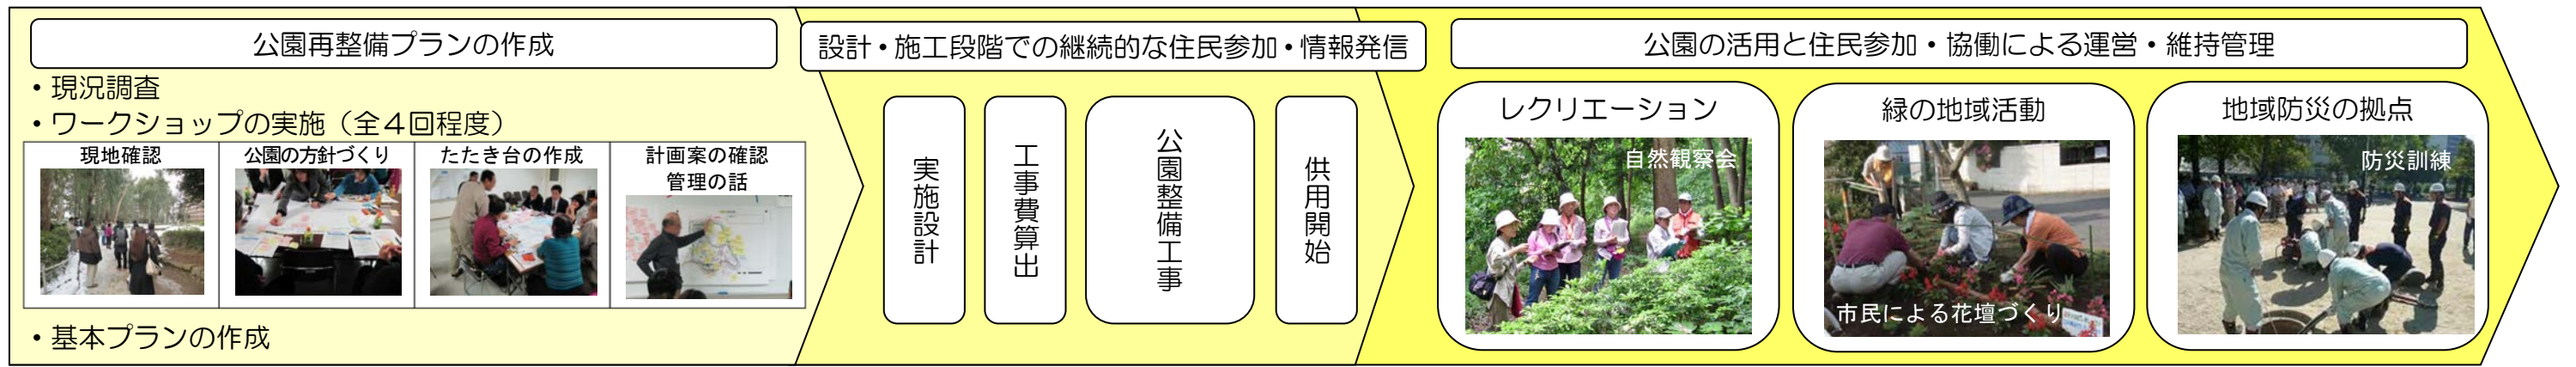 公園再整備プランの作成
・現況調査
・ワークショップの実施（全４回程度）
現地確認
公園の方針づくり
たたき台の作成
計画案の確認
管理の話
・基本プランの作成
設計・施工段階での継続的な住民参加・情報発信
実施設計
工事費算出
公園整備工事
供用開始
公園の活用と住民参加・協働による運営・維持管理
レクリエーション
自然観察会
緑の地域活動
市民による花壇づくり
地域防災の拠点
防災訓練